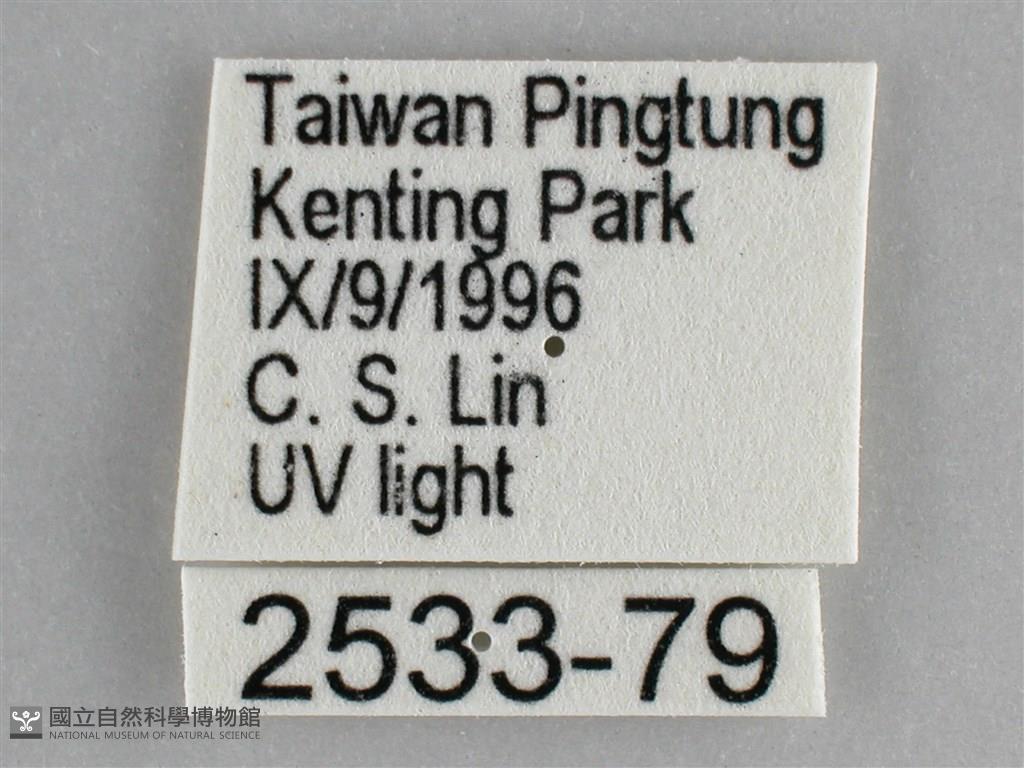 Taiwan Pingtung
Kenting Park
IX/9/1996
C. S. Lin
UV light
2533-79
國立自然科學博物館
NATIONAL MUSEUM OF NATURAL SCIENCE